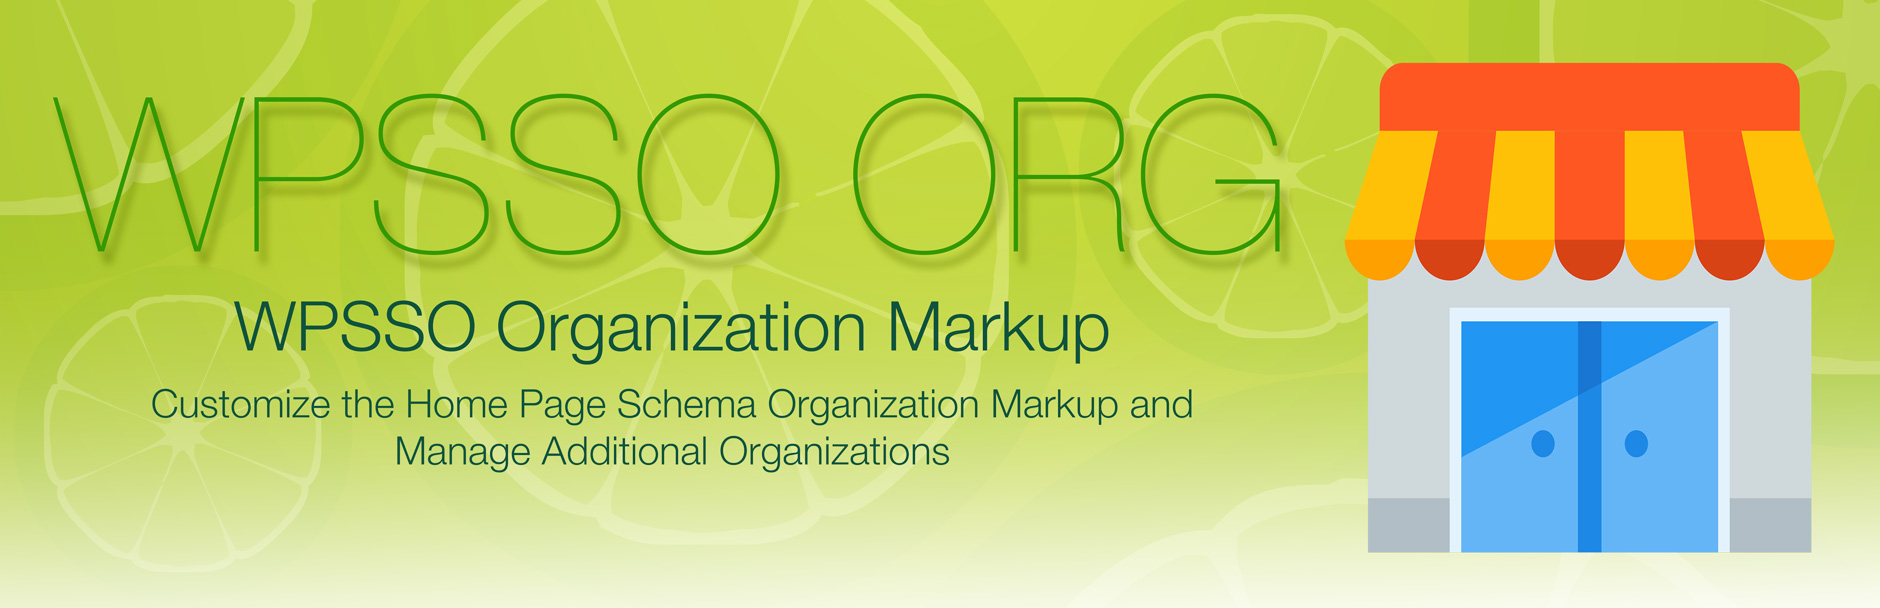 WPSSO ORG
WPSSO Organization Markup
Customize the Home Page Schema Organization Markup and
Manage Additional Organizations